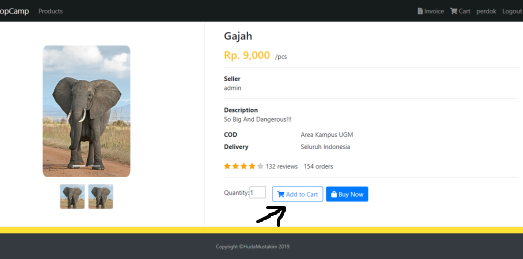 opCamp Products Invoice Cart perdok Logout
Gajah
Rp. 9,000 /pcs
Seller
admin
Description
So Big And Dangerous!!!
COD Area Kampus UGM
Delivery Seluruh Indonesia
132 reviews 154 orders
Quantity: 1 Add to Cart Buy Now
Copyright ©HudaMustakim 2019